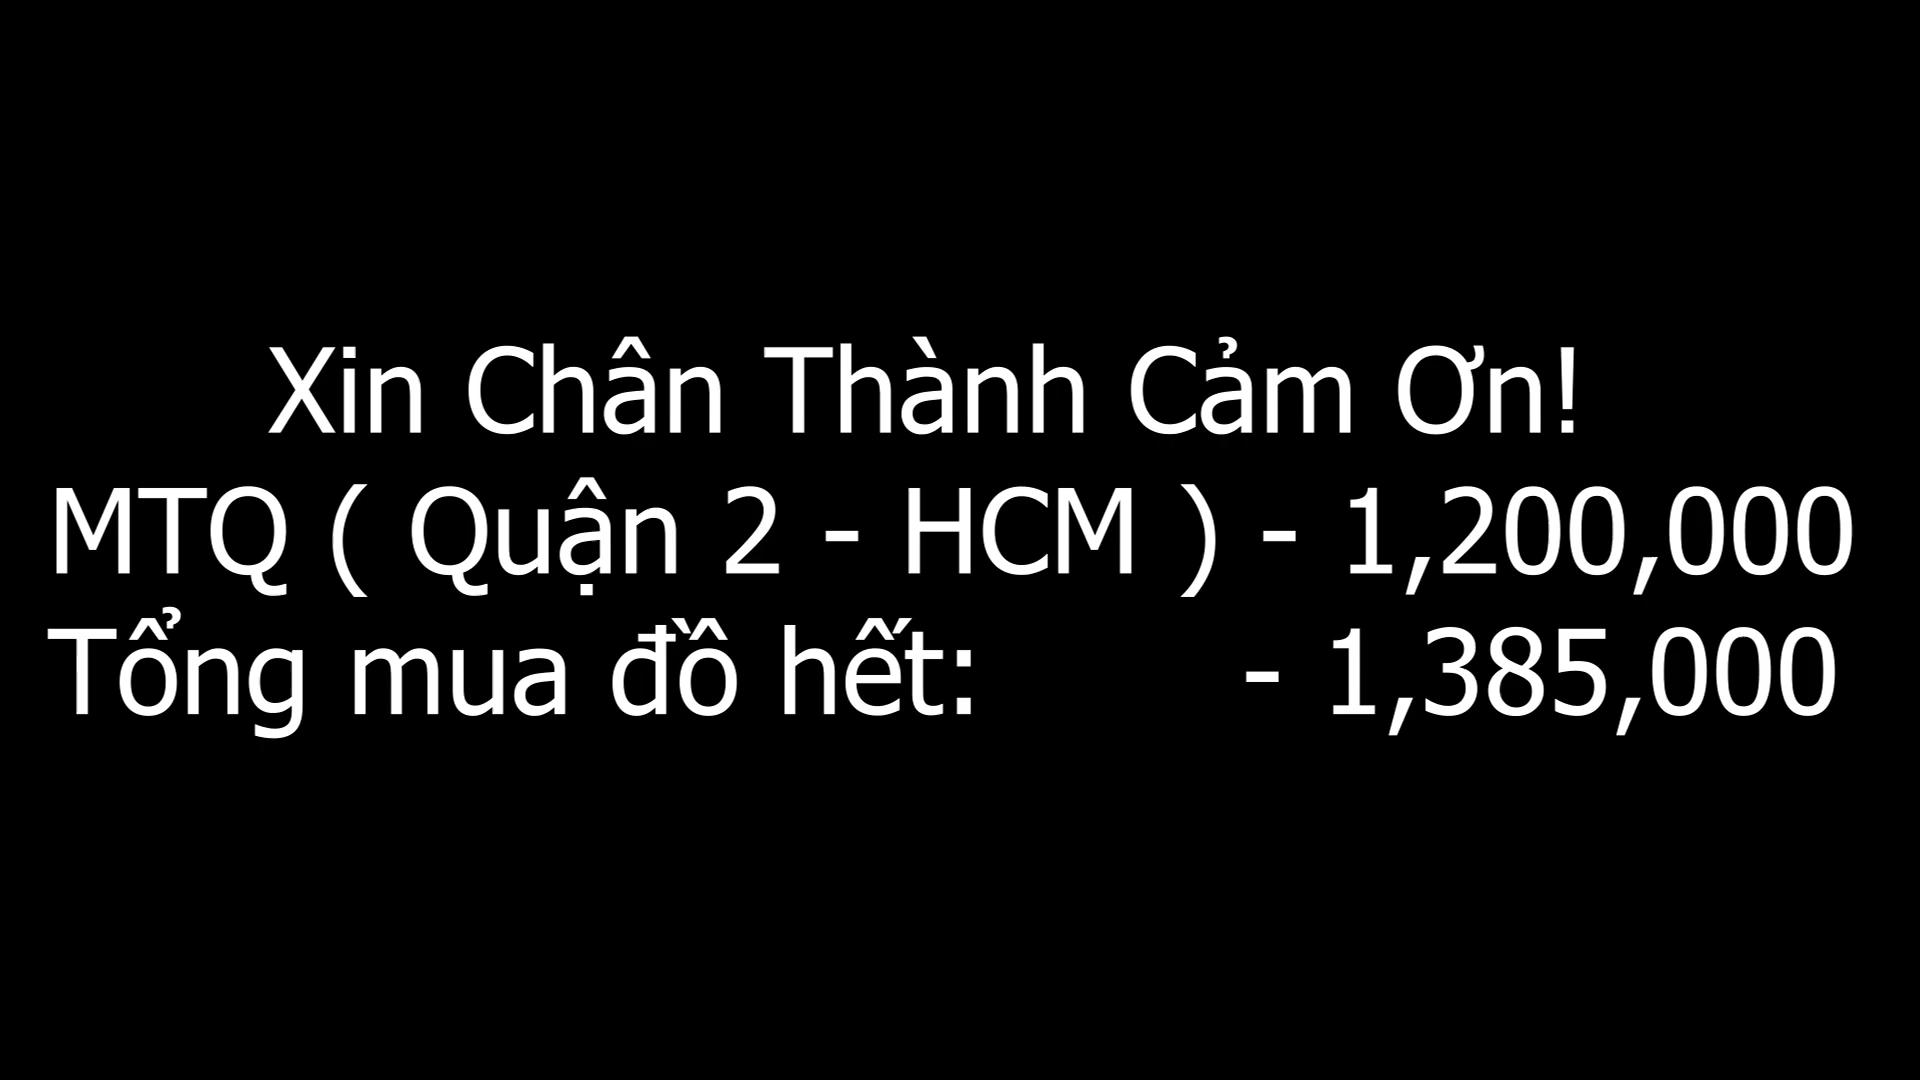 Xin Chân Thành Cảm Ơn!
MTQ ( Quận 2 - HCM ) - 1,200,000
Tổng mua đồ hết: - 1,385,000